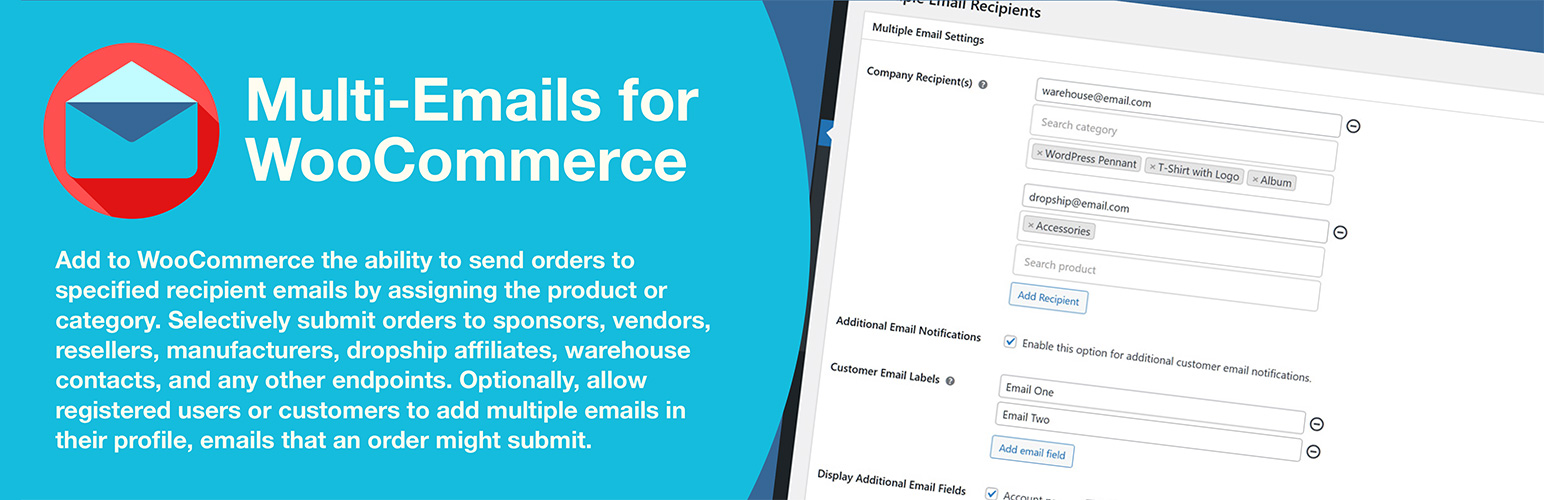 Multi-Emails for
WooCommerce
Add to WooCommerce the ability to send orders to
specified recipient emails by assigning the product or
category. Selectively submit orders to sponsors, vendors,
resellers, manufacturers, dropship affiliates, warehouse
contacts, and any other endpoints. Optionally, allow
registered users or customers to add multiple emails in
their profile, emails that an order might submit.
Email Recipients
Multiple Email Settings
Company Recipient(s) ?
warehouse@email.com
Search category
× WordPress Pennant × T-Shirt with Logo × Album
dropship@email.com
× Accessories
Search product
Add Recipient
Additional Email Notifications
Enable this option for additional customer email notifications.
Customer Email Labels ?
Email One
Email Two
Add email field
Display Additional Email Fields
Account